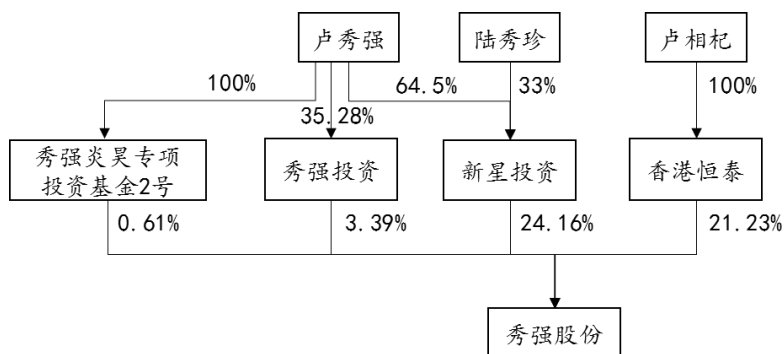 卢秀强
陆秀珍
卢相杞
100%
64.5%
33%
100%
35.28%
秀强炎昊专项
投资基金2号
秀强投资
新星投资
香港恒泰
0.61%
3.39%
24.16%
21.23%
秀强股份